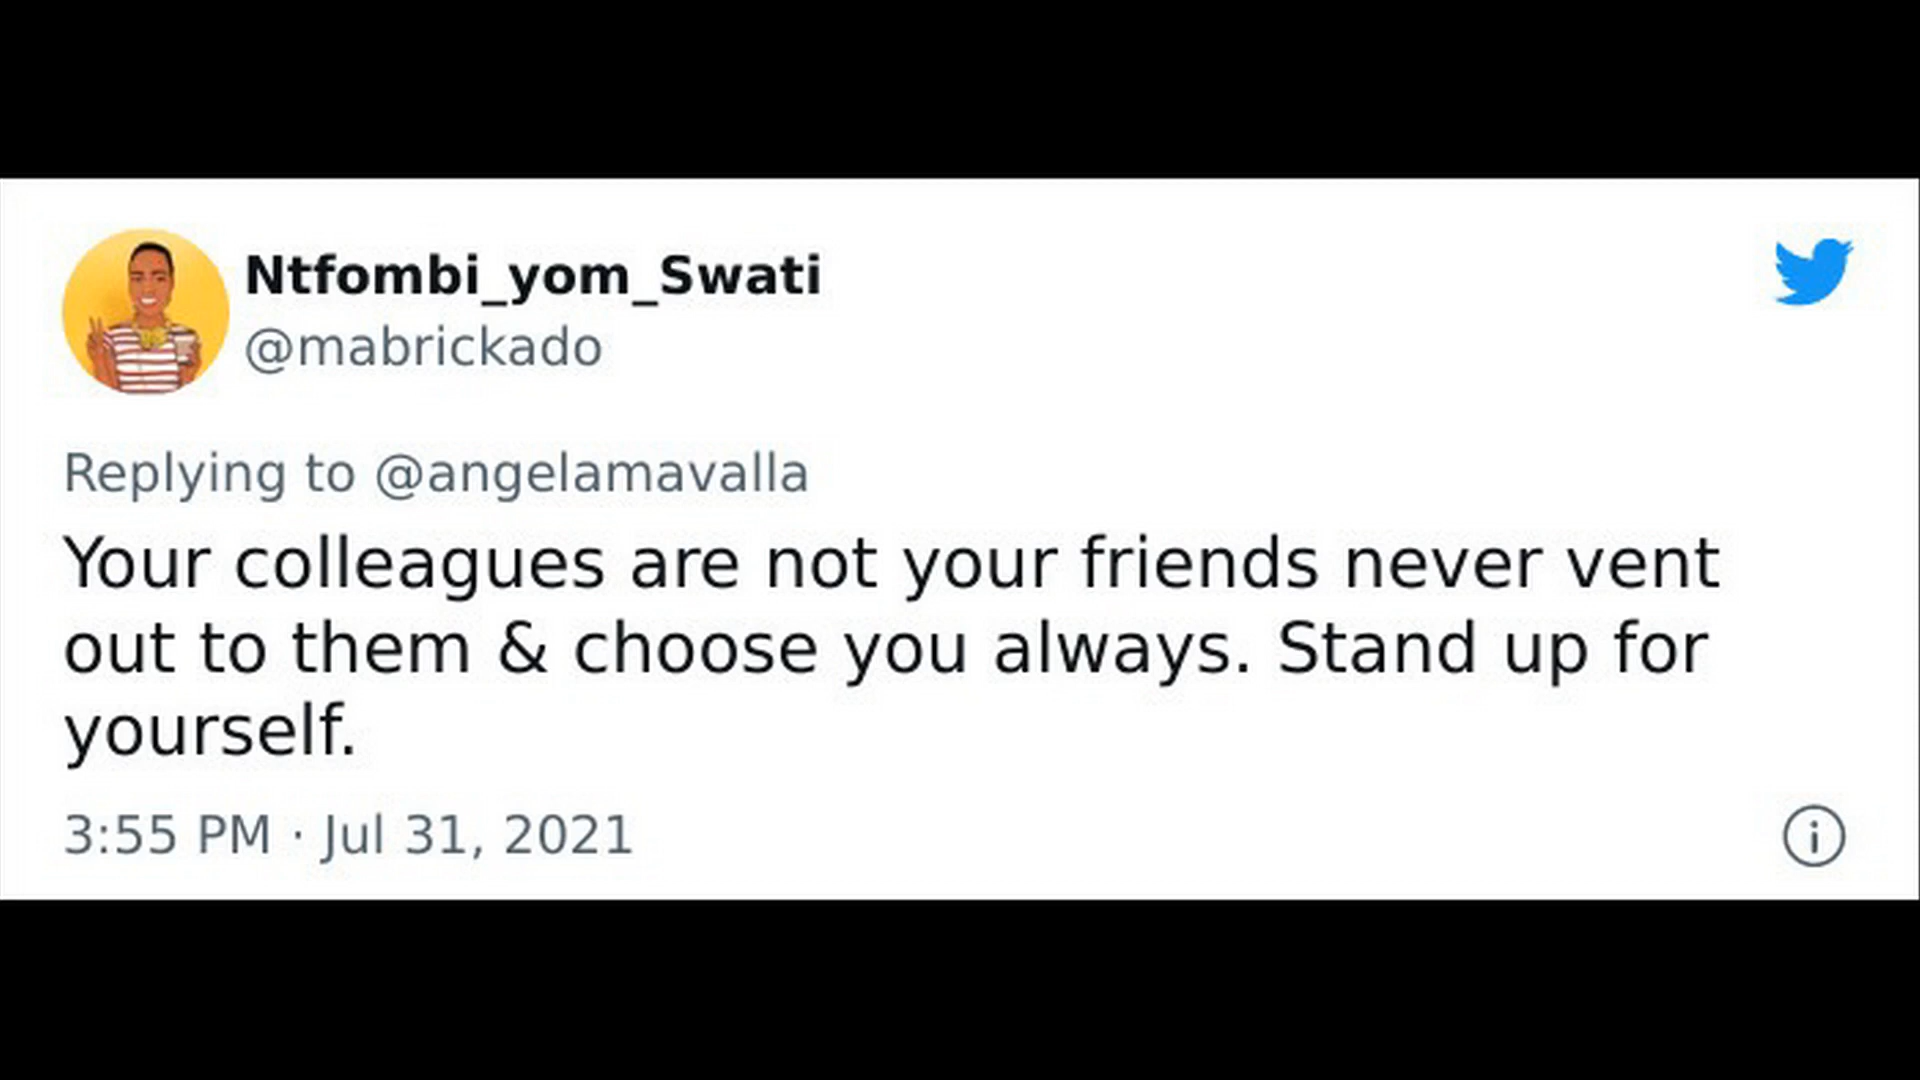 Ntfombi_yom_Swati
@mabrickado
Replying to @angelamavalla
Your colleagues are not your friends never vent
out to them & choose you always. Stand up for
yourself.
3:55 PM · Jul 31, 2021